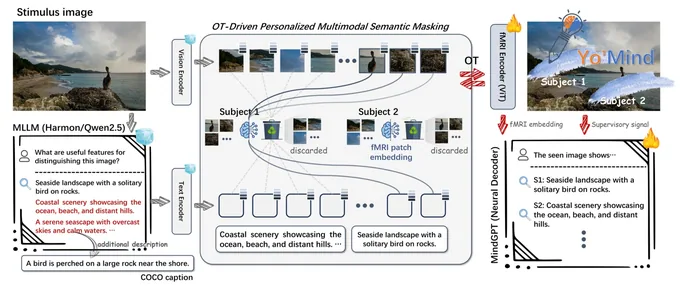 Stimulus image
OT-Driven Personalized Multimodal Semantic Masking
Vision Encoder
OT
fMRI Encoder (ViT)
Yo'Mind
Subject 1
Subject 2
Subject 1
Subject 2
discarded
fMRI patch
embedding
discarded
fMRI embedding
Supervisory signal
MLLM (Harmon/Qwen2.5)
What are useful features for
distinguishing this image?
Seaside landscape with a solitary
bird on rocks.
Coastal scenery showcasing the
ocean, beach, and distant hills.
A serene seascape with overcast
skies and calm waters. ...
additional description
A bird is perched on a large rock near the shore.
COCO caption
Text Encoder
Coastal scenery showcasing the
ocean, beach, and distant hills. ...
Seaside landscape with a
solitary bird on rocks.
MindGPT (Neural Decoder)
The seen image shows...
S1: Seaside landscape with a
solitary bird on rocks.
S2: Coastal scenery showcasing
the ocean, beach, and distant
hills.